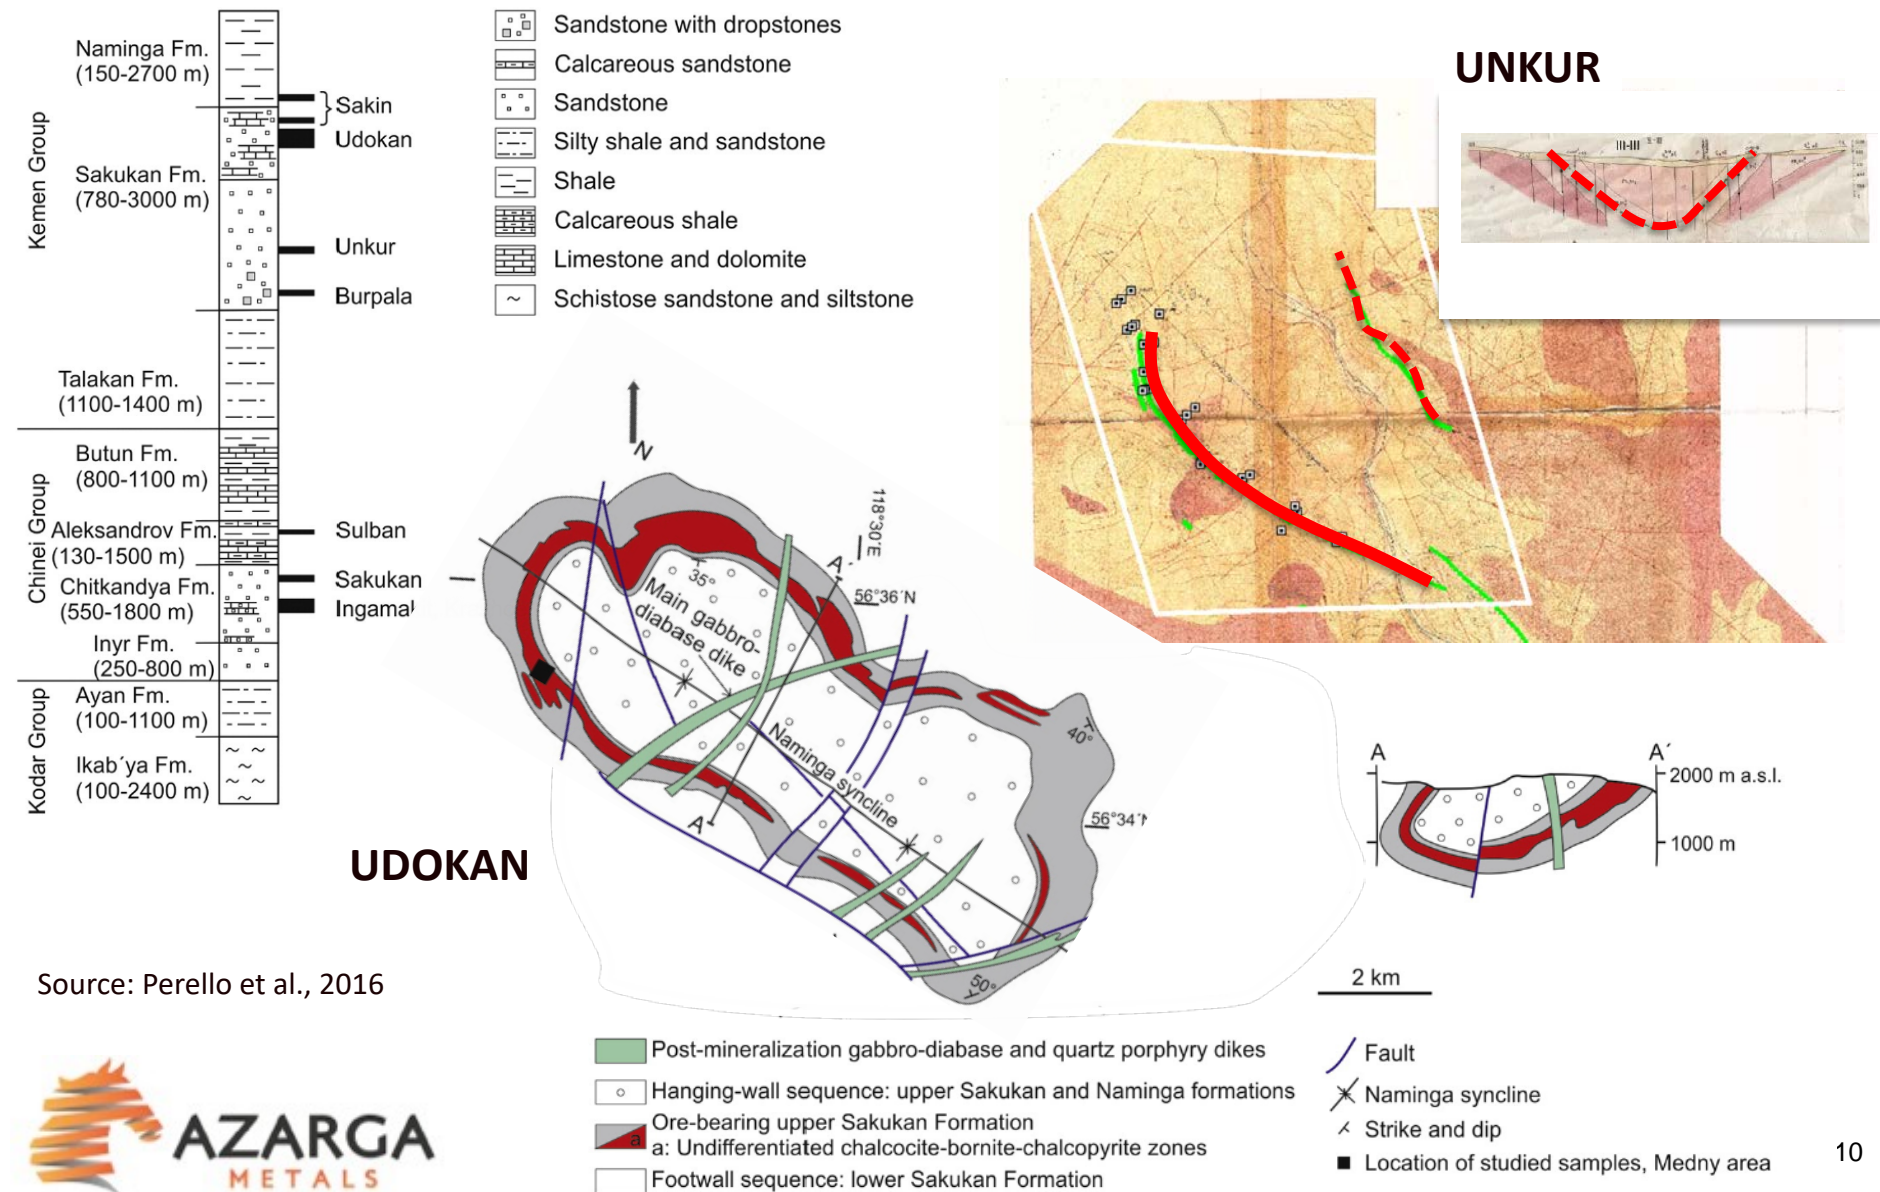 Naminga Fm.
(150-2700 m)
Sakin
Udokan
Kemen Group
Sakukan Fm.
(780-3000 m)
Unkur
Burpala
Talakan Fm.
(1100-1400 m)
Butun Fm.
(800-1100 m)
Chinei Group
Aleksandrov Fm.
(130-1500 m)
Sulban
Chitkandya Fm.
(550-1800 m)
Sakukan
Ingamal
Inyr Fm.
(250-800 m)
Kodar Group
Ayan Fm.
(100-1100 m)
Ikab´ya Fm.
(100-2400 m)
Sandstone with dropstones
Calcareous sandstone
Sandstone
Silty shale and sandstone
Shale
Calcareous shale
Limestone and dolomite
Schistose sandstone and siltstone
UNKUR
N
118°30´E
A´
56°36´N
35°
Main gabbro-
diabase dike
Naminga syncline
40°
56°34´N
A
50°
UDOKAN
A
A´
2000 m a.s.l.
1000 m
2 km
Source: Perello et al., 2016
AZARGA
METALS
Post-mineralization gabbro-diabase and quartz porphyry dikes
Hanging-wall sequence: upper Sakukan and Naminga formations
Ore-bearing upper Sakukan Formation
a
a: Undifferentiated chalcocite-bornite-chalcopyrite zones
Footwall sequence: lower Sakukan Formation
Fault
Naminga syncline
Strike and dip
Location of studied samples, Medny area
10